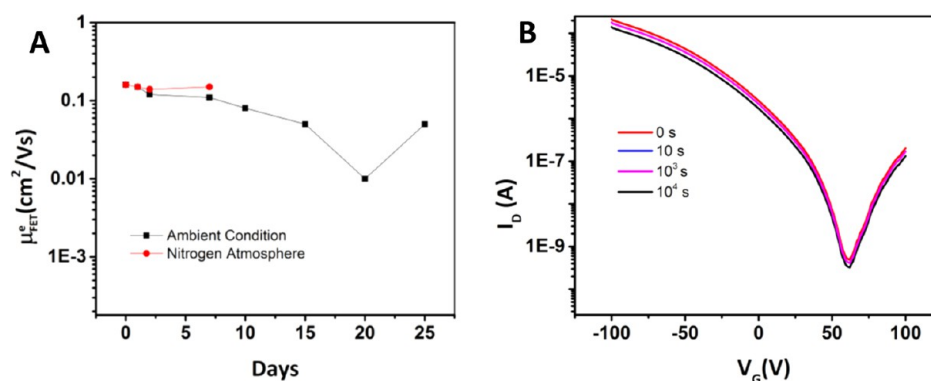 A
μ^e_FET(cm²/Vs)
1
0.1
0.01
1E-3
Ambient Condition
Nitrogen Atmosphere
0 5 10 15 20 25
Days
B
I_D (A)
1E-5
1E-7
1E-9
0 s
10 s
10³ s
10⁴ s
-100 -50 0 50 100
V_G(V)